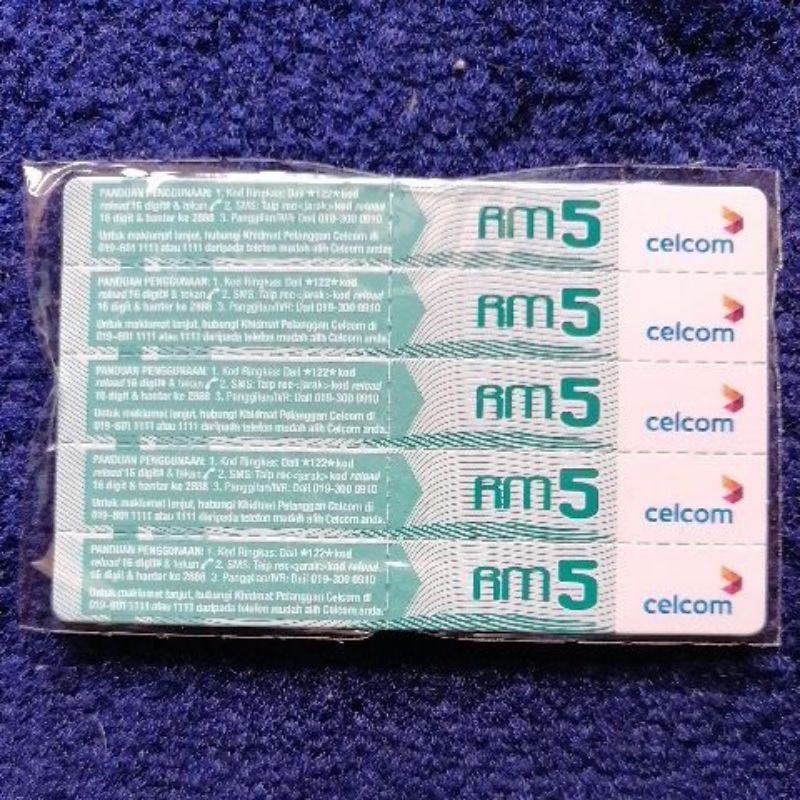 PANDUAN PENGGUNAAN: 1. Kod Ringkas: Dail *122*kod
reload 16 digit# & tekan 2. SMS: Taip rec<jarak>kod reload
16 digit & hantar ke 2888 3. Panggilan/IVR: Dail 019-300 0910
Untuk maklumat lanjut, hubungi Khidmat Pelanggan Celcom di
019-601 1111 atau 1111 daripada telefon mudah alih Celcom anda.
RM5
celcom
PANDUAN PENGGUNAAN: 1. Kod Ringkas: Dail *122*kod
reload 16 digit# & tekan 2. SMS: Taip rec<jarak>kod reload
16 digit & hantar ke 2888 3. Panggilan/IVR: Dail 019-300 0910
Untuk maklumat lanjut, hubungi Khidmat Pelanggan Celcom di
019-601 1111 atau 1111 daripada telefon mudah alih Celcom anda.
RM5
celcom
PANDUAN PENGGUNAAN: 1. Kod Ringkas: Dail *122*kod
reload 16 digit# & tekan 2. SMS: Taip rec<jarak>kod reload
16 digit & hantar ke 2888 3. Panggilan/IVR: Dail 019-300 0910
Untuk maklumat lanjut, hubungi Khidmat Pelanggan Celcom di
019-601 1111 atau 1111 daripada telefon mudah alih Celcom anda.
RM5
celcom
PANDUAN PENGGUNAAN: 1. Kod Ringkas: Dail *122*kod
reload 16 digit# & tekan 2. SMS: Taip rec<jarak>kod reload
16 digit & hantar ke 2888 3. Panggilan/IVR: Dail 019-300 0910
Untuk maklumat lanjut, hubungi Khidmat Pelanggan Celcom di
019-601 1111 atau 1111 daripada telefon mudah alih Celcom anda.
RM5
celcom
PANDUAN PENGGUNAAN: 1. Kod Ringkas: Dail *122*kod
reload 16 digit# & tekan 2. SMS: Taip rec<jarak>kod reload
16 digit & hantar ke 2888 3. Panggilan/IVR: Dail 019-300 0910
Untuk maklumat lanjut, hubungi Khidmat Pelanggan Celcom di
019-601 1111 atau 1111 daripada telefon mudah alih Celcom anda.
RM5
celcom